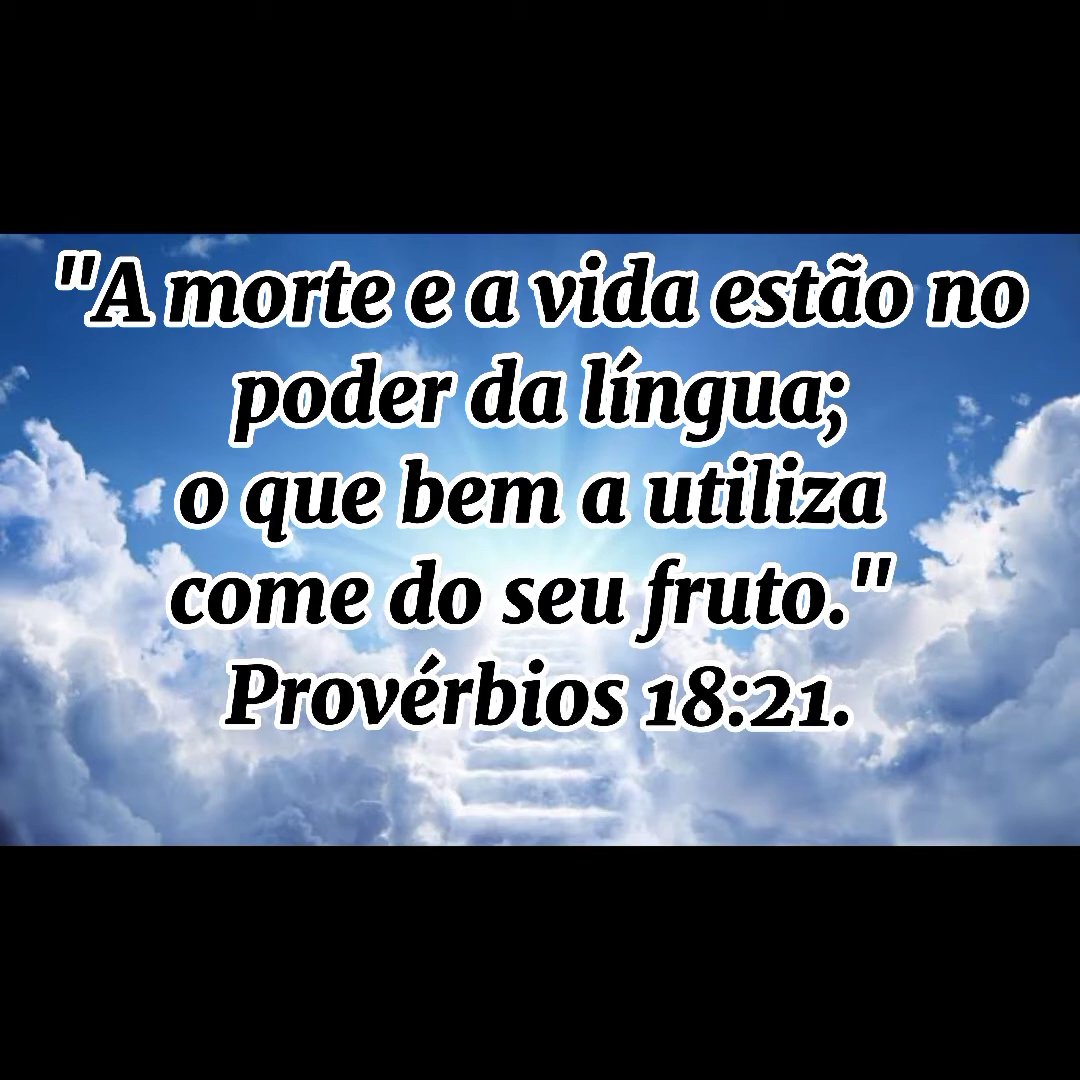 "A morte e a vida estão no
poder da língua;
o que bem a utiliza
come do seu fruto."
Provérbios 18:21.